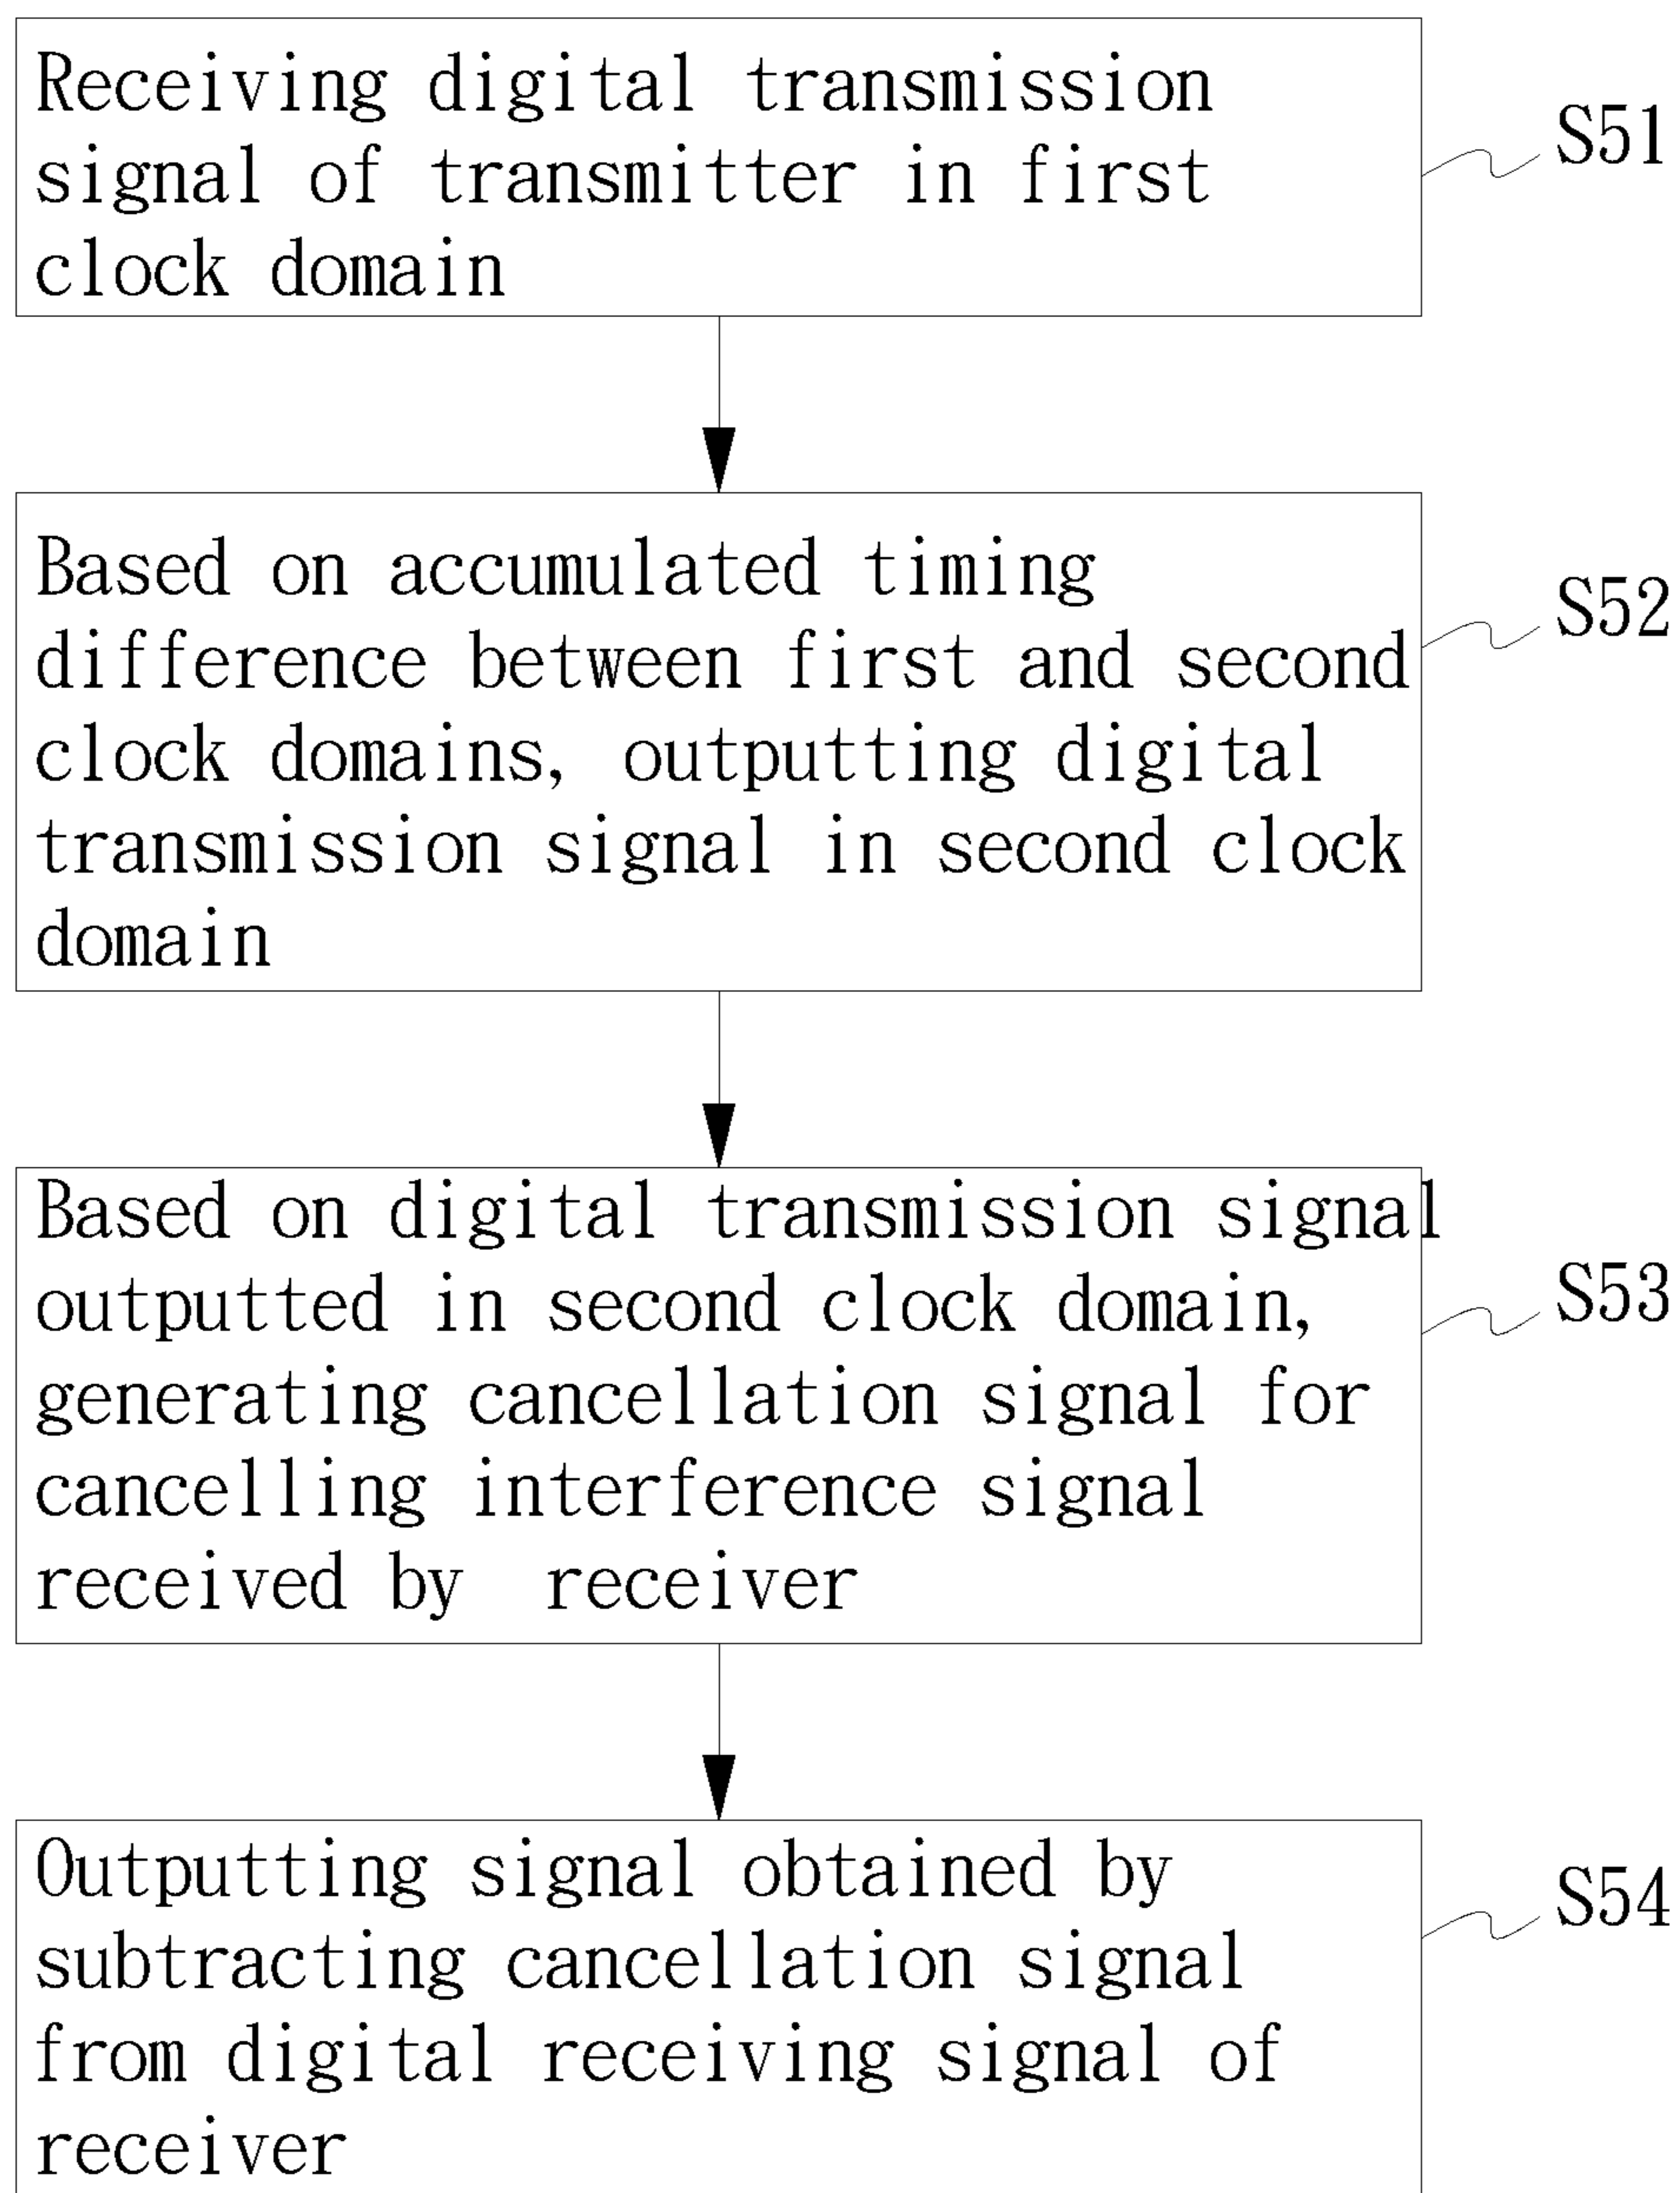 Receiving digital transmission
signal of transmitter in first
clock domain
S51
Based on accumulated timing
difference between first and second
clock domains, outputting digital
transmission signal in second clock
domain
S52
Based on digital transmission signal
outputted in second clock domain,
generating cancellation signal for
cancelling interference signal
received by receiver
S53
Outputting signal obtained by
subtracting cancellation signal
from digital receiving signal of
receiver
S54